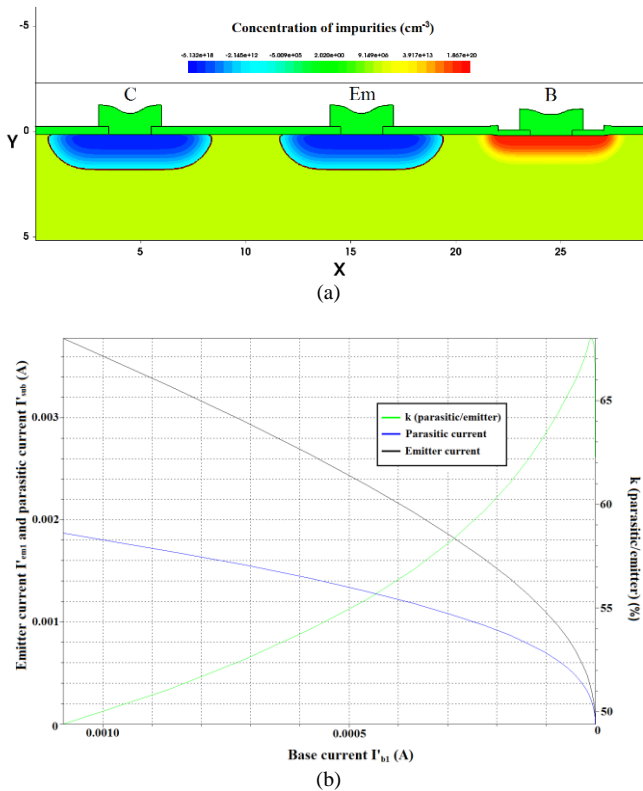 Concentration of impurities (cm-3)
-6.132e+18 -2.145e+12 -5.009e+05 2.020e+00 9.149e+06 3.917e+13 1.867e+20
C Em B
-5
0
5
Y
5 10 15 20 25
X
(a)
Emitter current I'em1 and parasitic current I'sub (A)
0.003
0.002
0.001
0
k (parasitic/emitter)
Parasitic current
Emitter current
65
60
55
50
k (parasitic/emitter) (%)
0.0010 0.0005 0
Base current I'b1 (A)
(b)